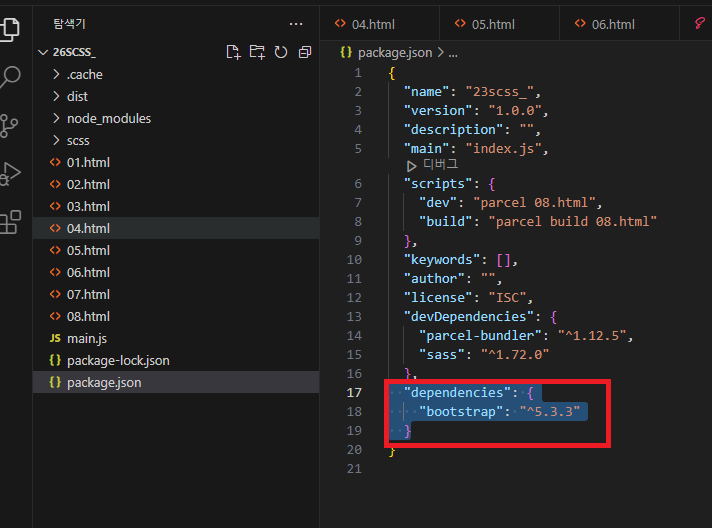 탐색기
26SCSS_
.cache
dist
node_modules
scss
01.html
02.html
03.html
04.html
05.html
06.html
07.html
08.html
JS main.js
{} package-lock.json
{} package.json
04.html 05.html 06.html
{} package.json > ...
1 {
2 "name": "23scss_",
3 "version": "1.0.0",
4 "description": "",
5 "main": "index.js",
디버그
6 "scripts": {
7 "dev": "parcel 08.html",
8 "build": "parcel build 08.html"
9 },
10 "keywords": [],
11 "author": "",
12 "license": "ISC",
13 "devDependencies": {
14 "parcel-bundler": "^1.12.5",
15 "sass": "^1.72.0"
16 },
17 "dependencies": {
18 "bootstrap": "^5.3.3"
19 }
20 }
21